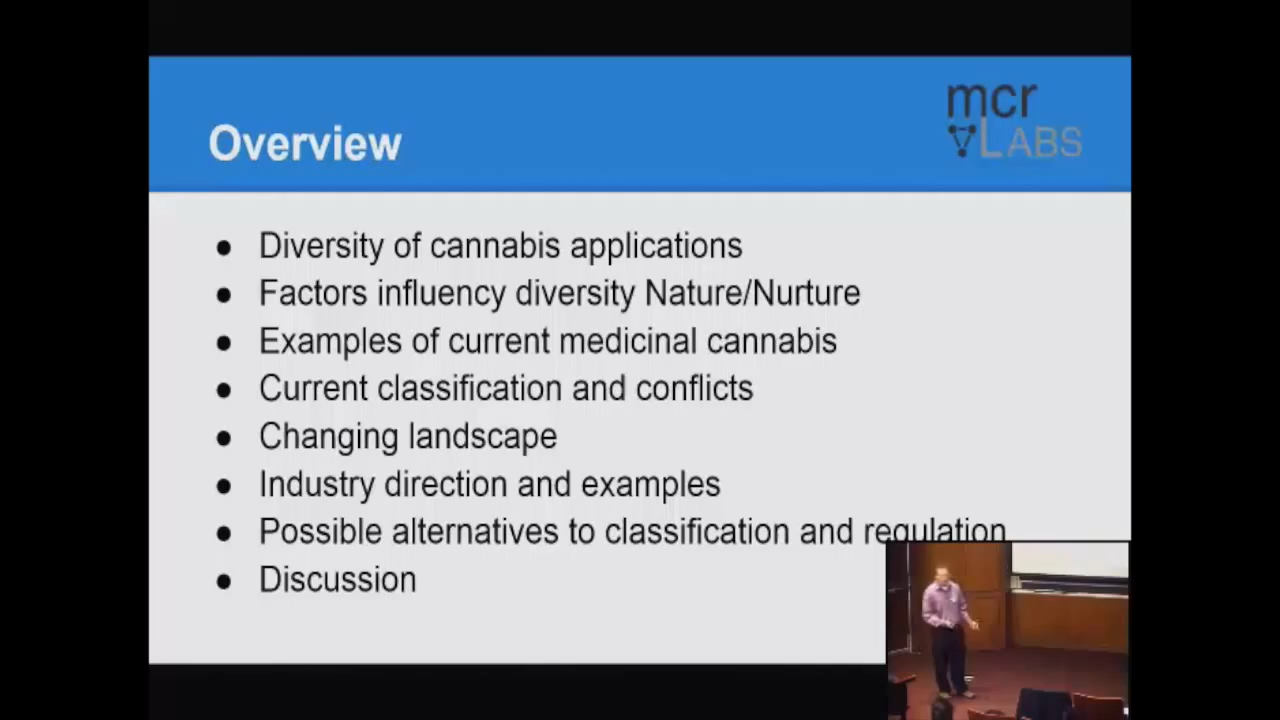 mcr
LABS
Overview
● Diversity of cannabis applications
● Factors influency diversity Nature/Nurture
● Examples of current medicinal cannabis
● Current classification and conflicts
● Changing landscape
● Industry direction and examples
● Possible alternatives to classification and regulation
● Discussion